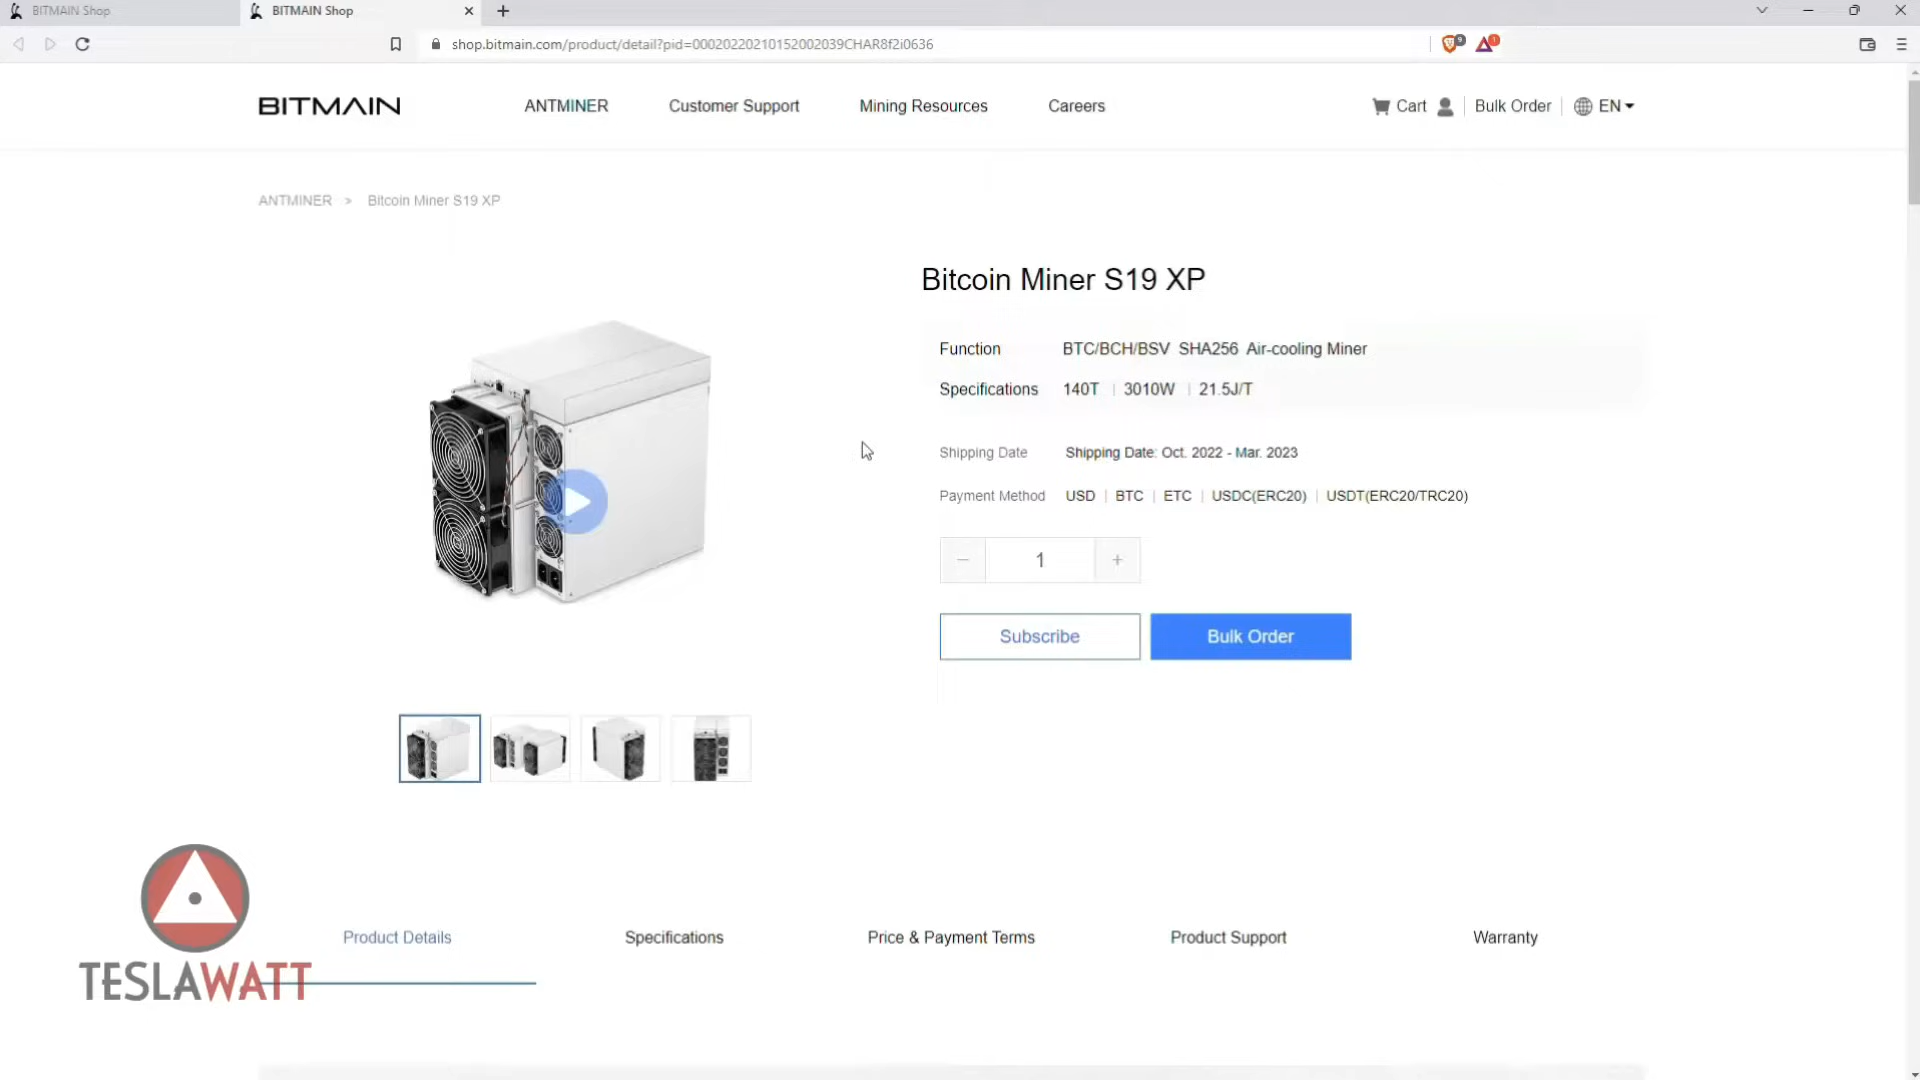 BITMAIN Shop
BITMAIN Shop
shop.bitmain.com/product/detail?pid=00020220210152002039CHAR8f2i0636
9
1
BITMAIN
ANTMINER
Customer Support
Mining Resources
Careers
Cart
Bulk Order
EN
ANTMINER » Bitcoin Miner S19 XP
Bitcoin Miner S19 XP
Function BTC/BCH/BSV SHA256 Air-cooling Miner
Specifications 140T | 3010W | 21.5J/T
Shipping Date Shipping Date: Oct. 2022 - Mar. 2023
Payment Method USD | BTC | ETC | USDC(ERC20) | USDT(ERC20/TRC20)
− 1 +
Subscribe
Bulk Order
Product Details
Specifications
Price & Payment Terms
Product Support
Warranty
TESLAWATT